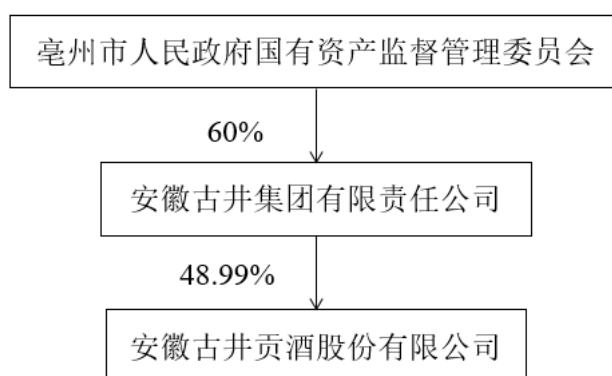 亳州市人民政府国有资产监督管理委员会
60%
安徽古井集团有限责任公司
48.99%
安徽古井贡酒股份有限公司